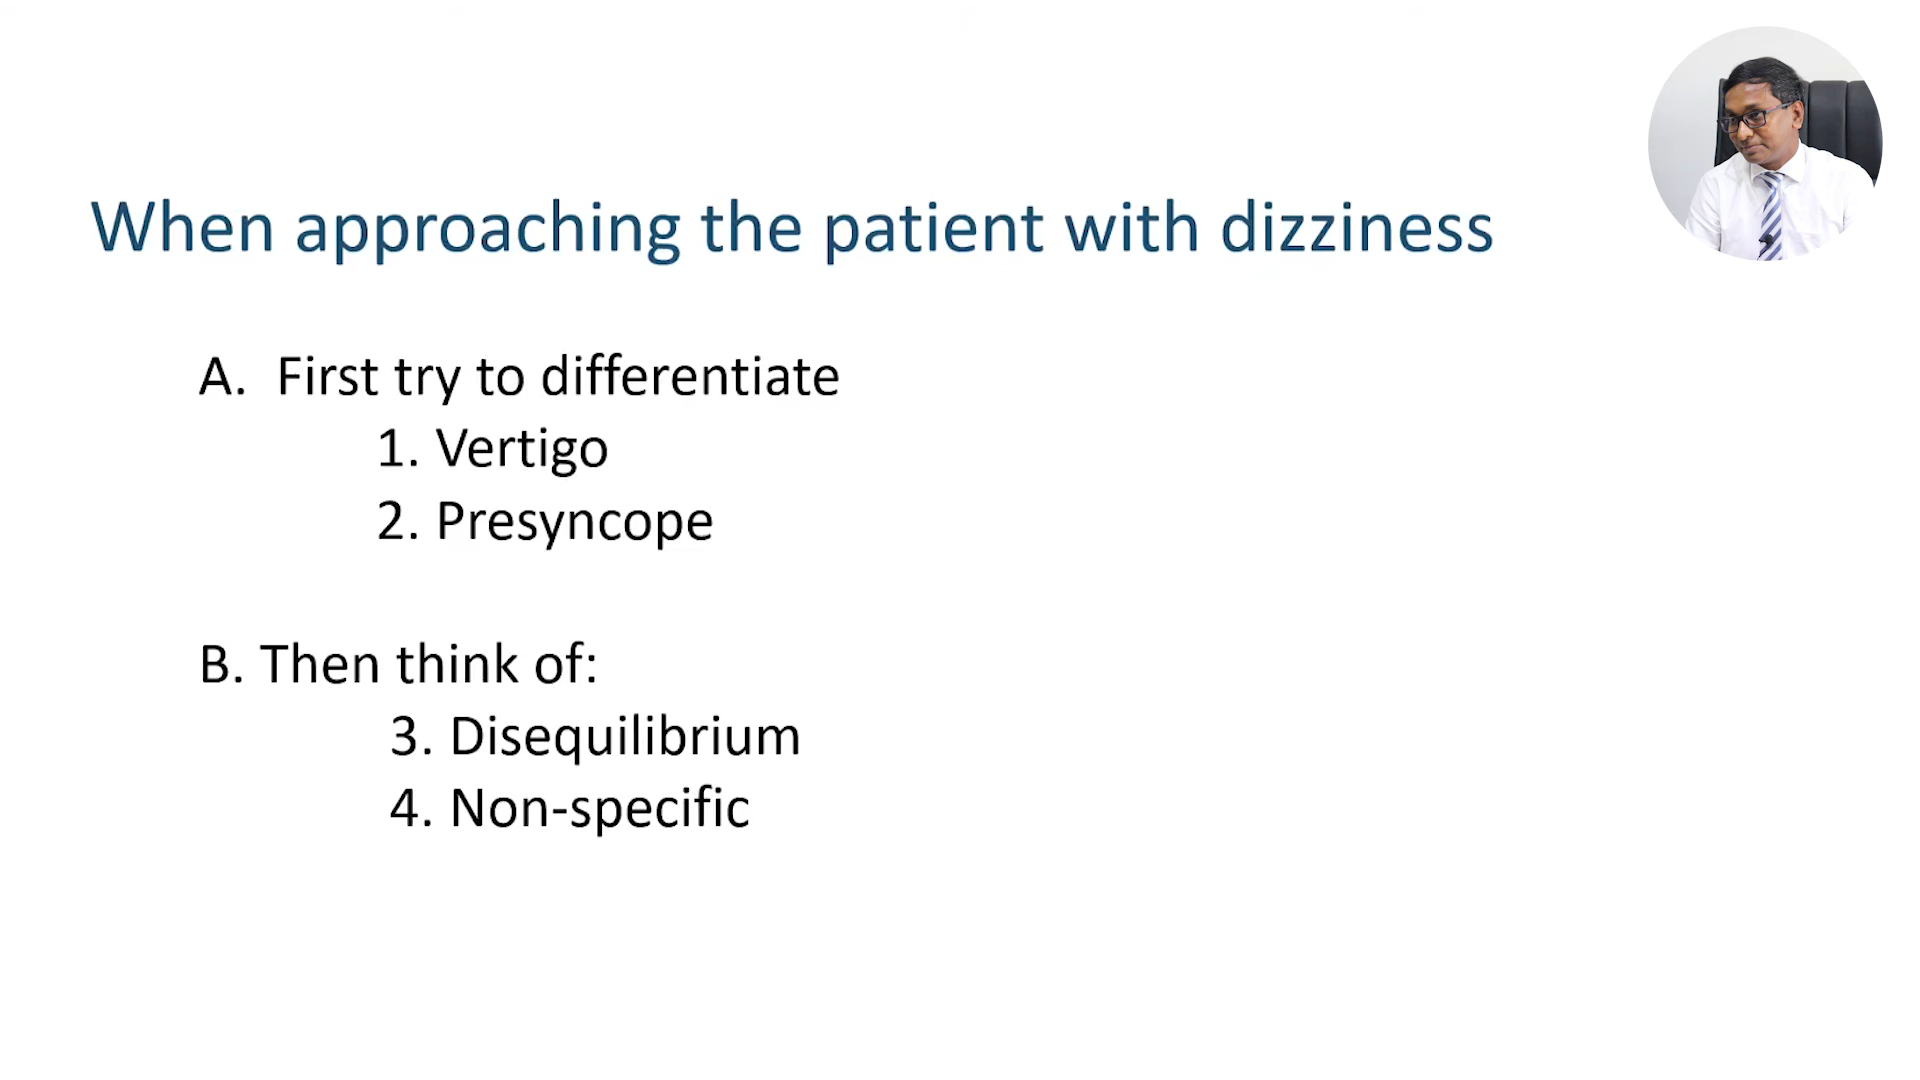 When approaching the patient with dizziness
A. First try to differentiate
1. Vertigo
2. Presyncope
B. Then think of:
3. Disequilibrium
4. Non-specific